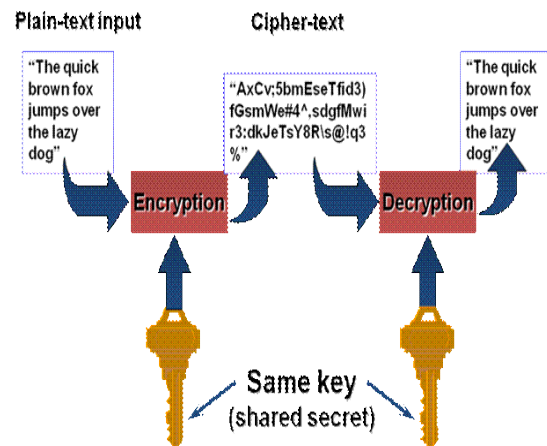 Plain-text input
Cipher-text
“The quick
brown fox
jumps over
the lazy
dog”
“AxCv;5bmEseTfid3)
fGsmWe#4^,sdgfMwi
r3:dkJeTsY8R\s@!q3
%”
“The quick
brown fox
jumps over
the lazy
dog”
Encryption
Decryption
Same key
(shared secret)